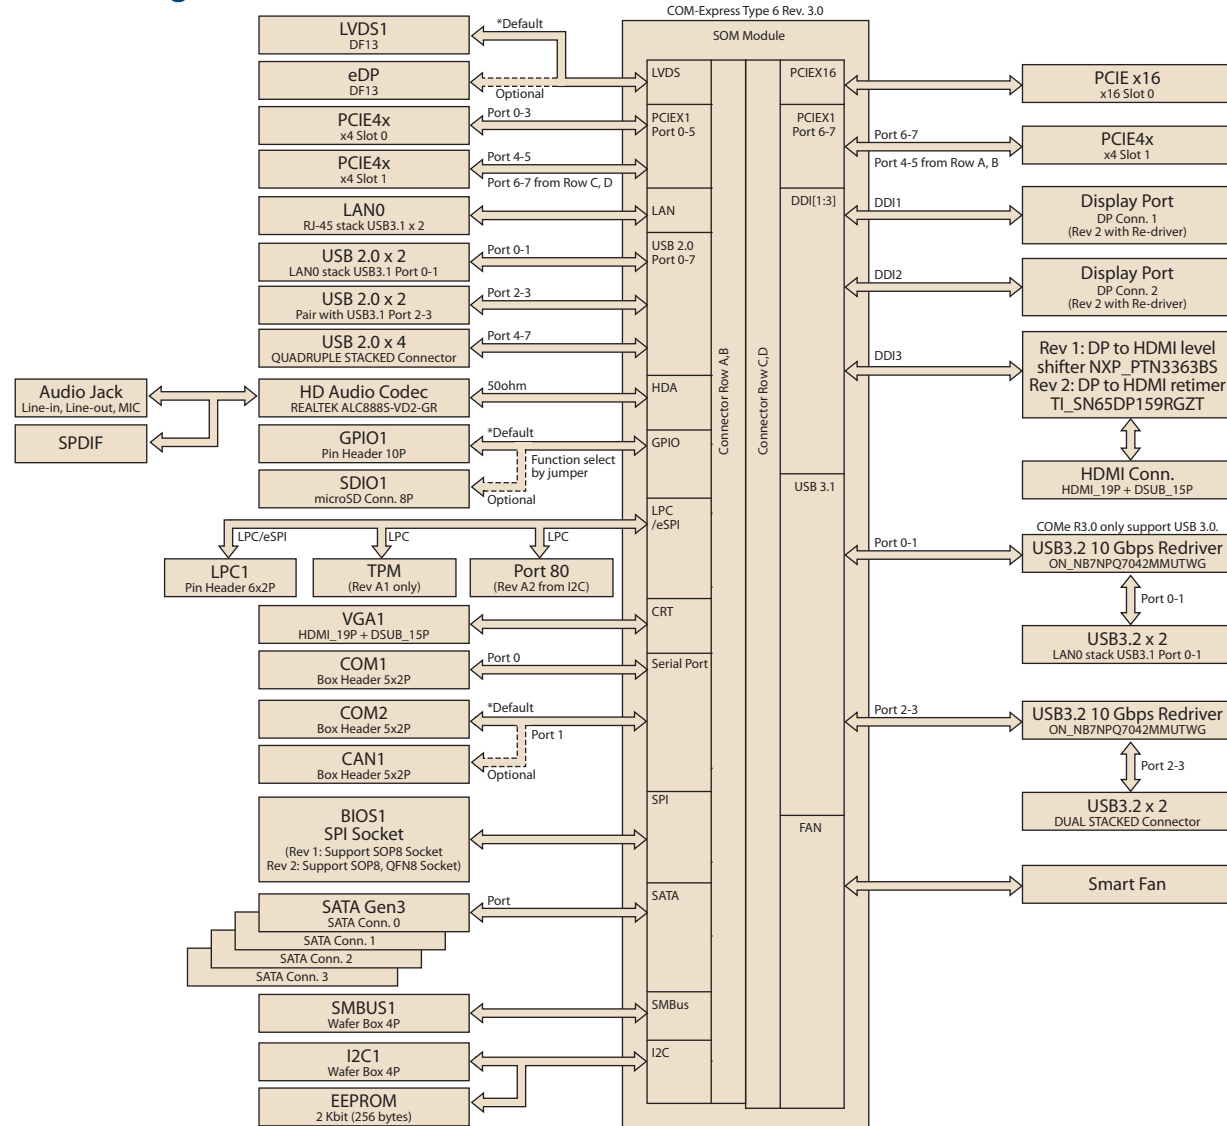 COM-Express Type 6 Rev. 3.0
SOM Module
LVDS1
DF13
*Default
eDP
DF13
Optional
LVDS
PCIE4x
x4 Slot 0
Port 0-3
PCIEX1
Port 0-5
PCIE4x
x4 Slot 1
Port 4-5
Port 6-7 from Row C, D
LAN0
RJ-45 stack USB3.1 x 2
LAN
USB 2.0 x 2
LAN0 stack USB3.1 Port 0-1
Port 0-1
USB 2.0
Port 0-7
USB 2.0 x 2
Pair with USB3.1 Port 2-3
Port 2-3
USB 2.0 x 4
QUADRUPLE STACKED Connector
Port 4-7
Audio Jack
Line-in, Line-out, MIC
SPDIF
HD Audio Codec
REALTEK ALC888S-VD2-GR
50ohm
HDA
GPIO1
Pin Header 10P
*Default
GPIO
Function select
by jumper
SDIO1
microSD Conn. 8P
Optional
LPC
/eSPI
LPC/eSPI
LPC
LPC
LPC1
Pin Header 6x2P
TPM
(Rev A1 only)
Port 80
(Rev A2 from I2C)
VGA1
HDMI_19P + DSUB_15P
CRT
COM1
Box Header 5x2P
Port 0
Serial Port
COM2
Box Header 5x2P
*Default
Port 1
CAN1
Box Header 5x2P
Optional
BIOS1
SPI Socket
(Rev 1: Support SOP8 Socket
Rev 2: Support SOP8, QFN8 Socket)
SPI
SATA Gen3
SATA Conn. 0
SATA Conn. 1
SATA Conn. 2
SATA Conn. 3
Port
SATA
SMBUS1
Wafer Box 4P
SMBus
I2C1
Wafer Box 4P
I2C
EEPROM
2 Kbit (256 bytes)
Connector Row A,B
Connector Row C,D
PCIEX16
PCIE x16
x16 Slot 0
PCIEX1
Port 6-7
Port 6-7
Port 4-5 from Row A, B
PCIE4x
x4 Slot 1
DDI[1:3]
DDI1
Display Port
DP Conn. 1
(Rev 2 with Re-driver)
DDI2
Display Port
DP Conn. 2
(Rev 2 with Re-driver)
DDI3
Rev 1: DP to HDMI level
shifter NXP_PTN3363BS
Rev 2: DP to HDMI retimer
TI_SN65DP159RGZT
HDMI Conn.
HDMI_19P + DSUB_15P
USB 3.1
COMe R3.0 only support USB 3.0.
Port 0-1
USB3.2 10 Gbps Redriver
ON_NB7NPQ7042MMUTWG
Port 0-1
USB3.2 x 2
LAN0 stack USB3.1 Port 0-1
Port 2-3
USB3.2 10 Gbps Redriver
ON_NB7NPQ7042MMUTWG
Port 2-3
USB3.2 x 2
DUAL STACKED Connector
FAN
Smart Fan